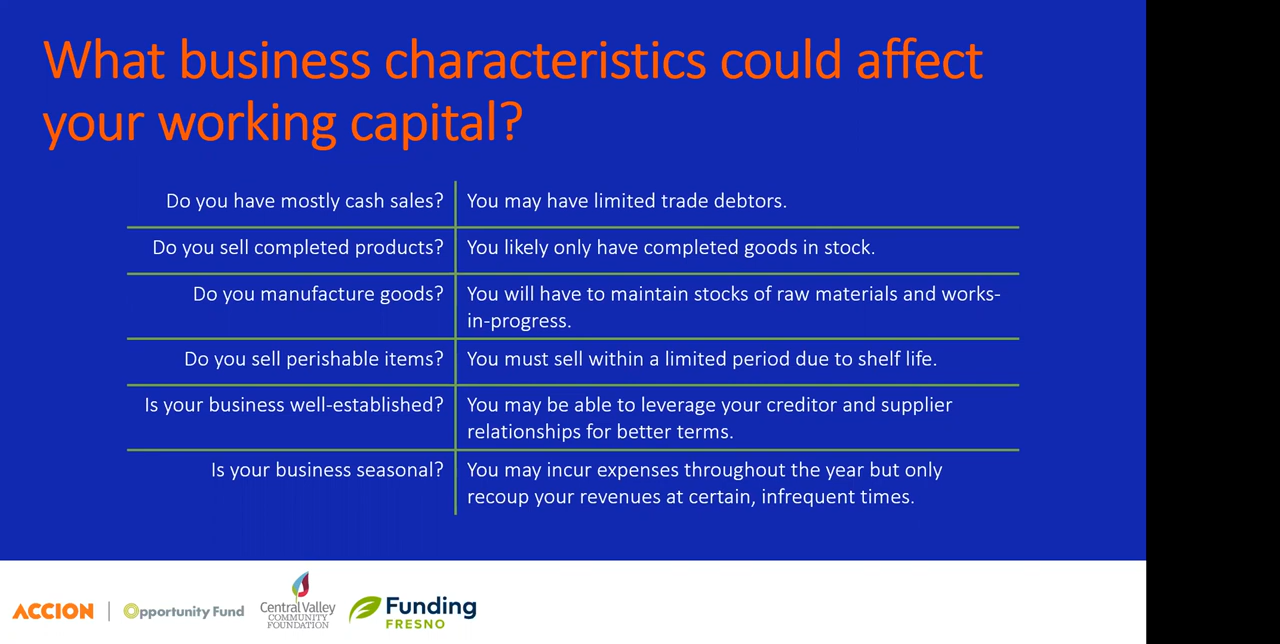 What business characteristics could affect
your working capital?
Do you have mostly cash sales? You may have limited trade debtors.
Do you sell completed products? You likely only have completed goods in stock.
Do you manufacture goods? You will have to maintain stocks of raw materials and works-
in-progress.
Do you sell perishable items? You must sell within a limited period due to shelf life.
Is your business well-established? You may be able to leverage your creditor and supplier
relationships for better terms.
Is your business seasonal? You may incur expenses throughout the year but only
recoup your revenues at certain, infrequent times.
ACCION | Opportunity Fund
Central Valley
COMMUNITY
FOUNDATION
Funding
FRESNO